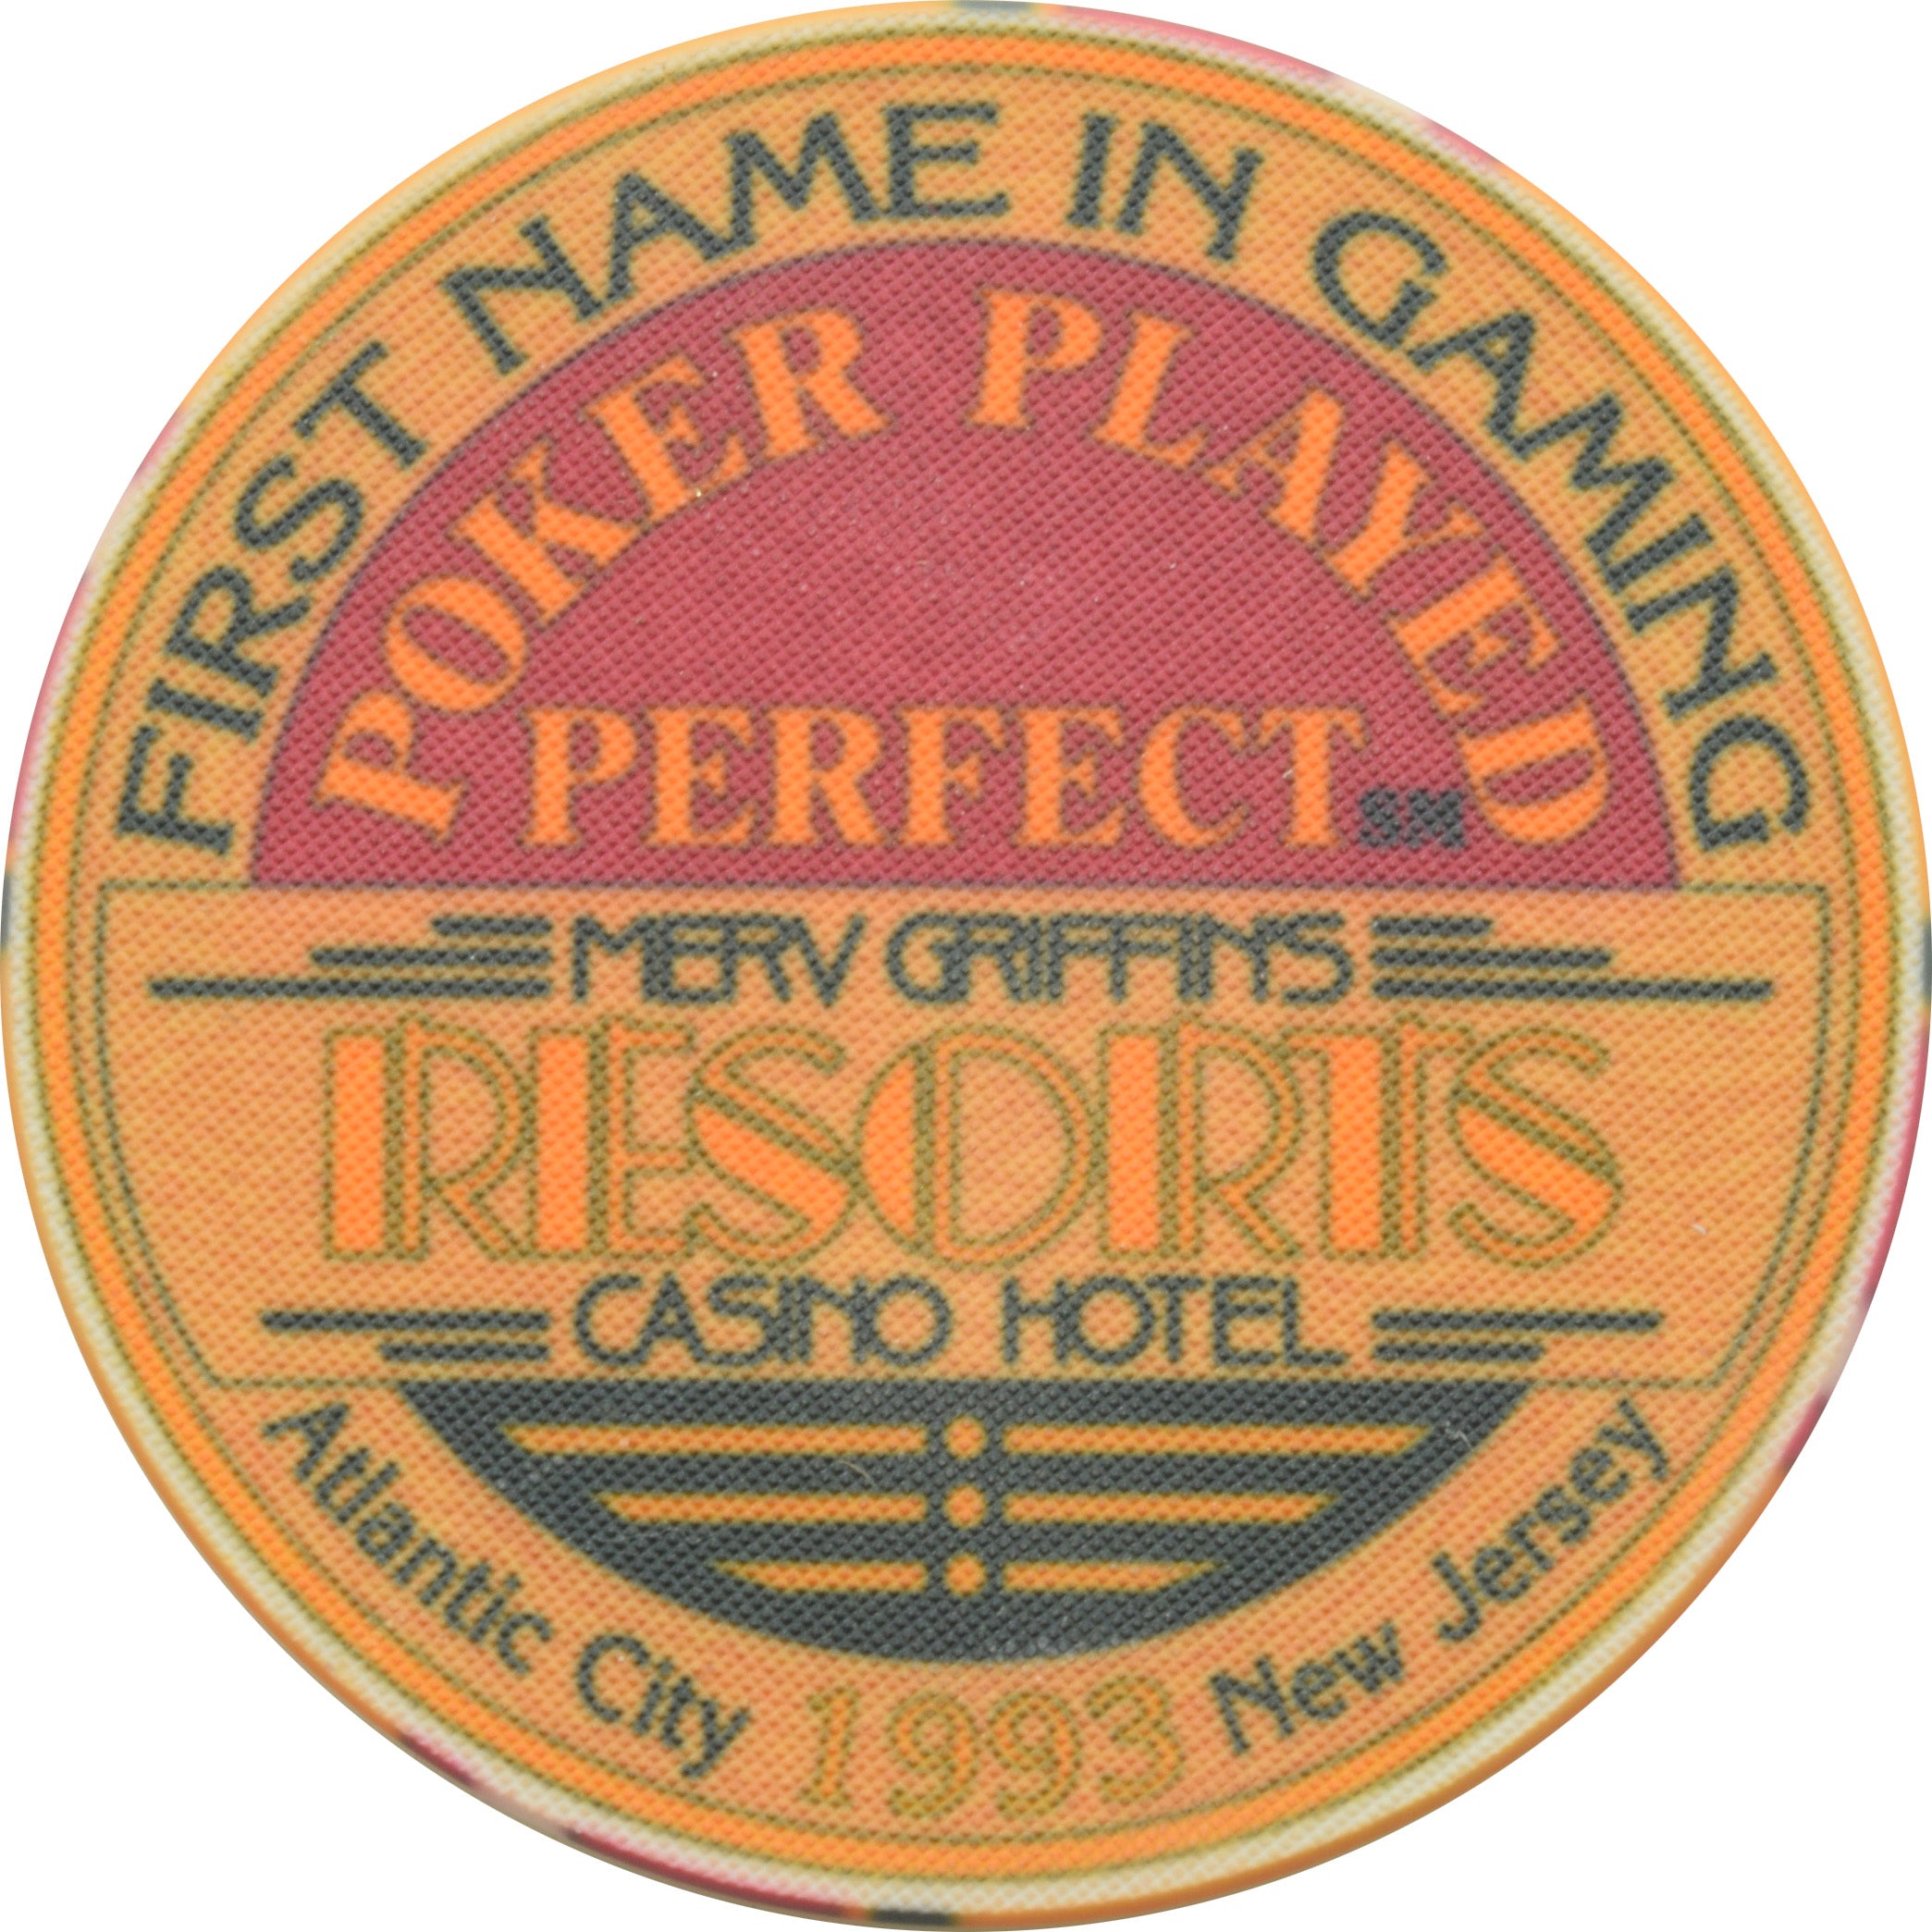 FIRST NAME IN GAMING
POKER PLAYED
PERFECT SM
MERV GRIFFIN'S
RESORTS
CASINO HOTEL
Atlantic City 1993 New Jersey